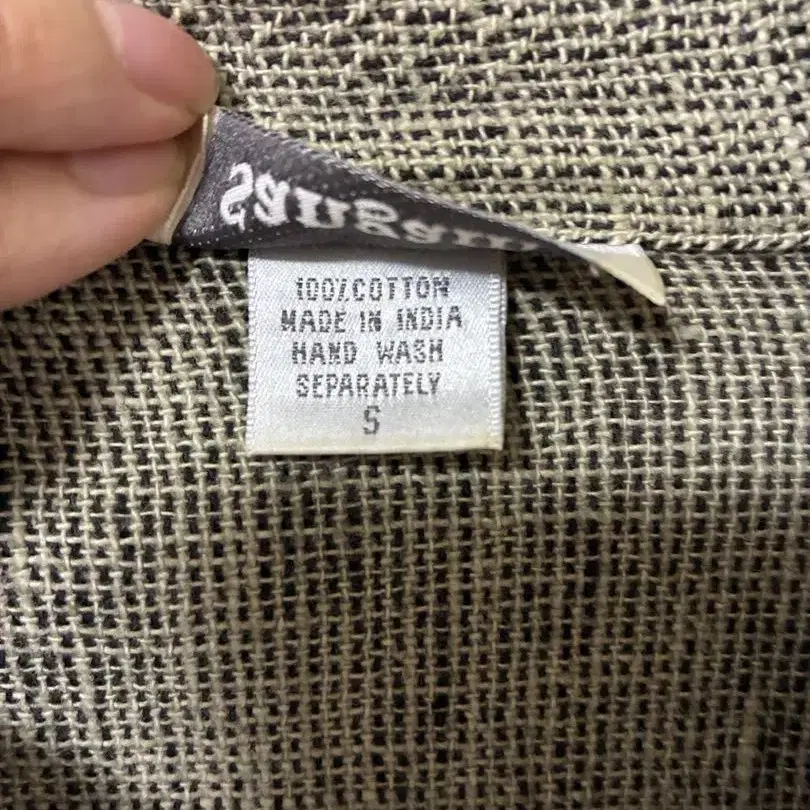 100% COTTON
MADE IN INDIA
HAND WASH
SEPARATELY
S